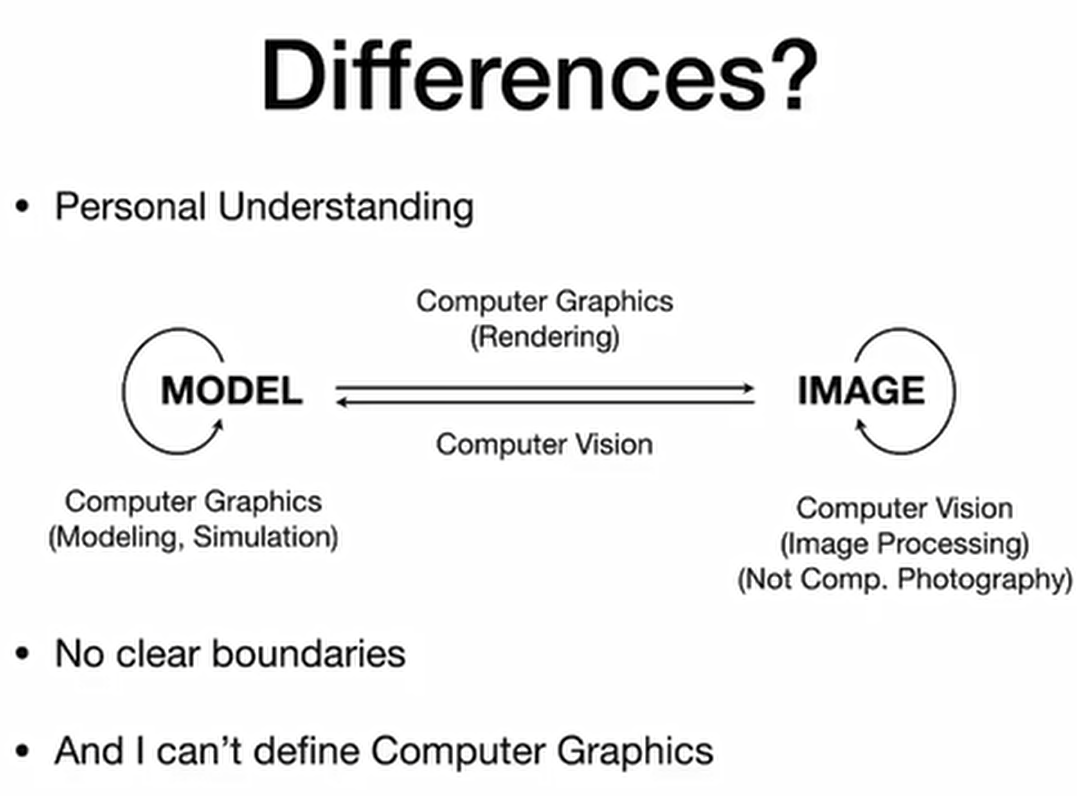 Differences?
• Personal Understanding
Computer Graphics
(Rendering)
MODEL
IMAGE
Computer Vision
Computer Graphics
(Modeling, Simulation)
Computer Vision
(Image Processing)
(Not Comp. Photography)
• No clear boundaries
• And I can’t define Computer Graphics